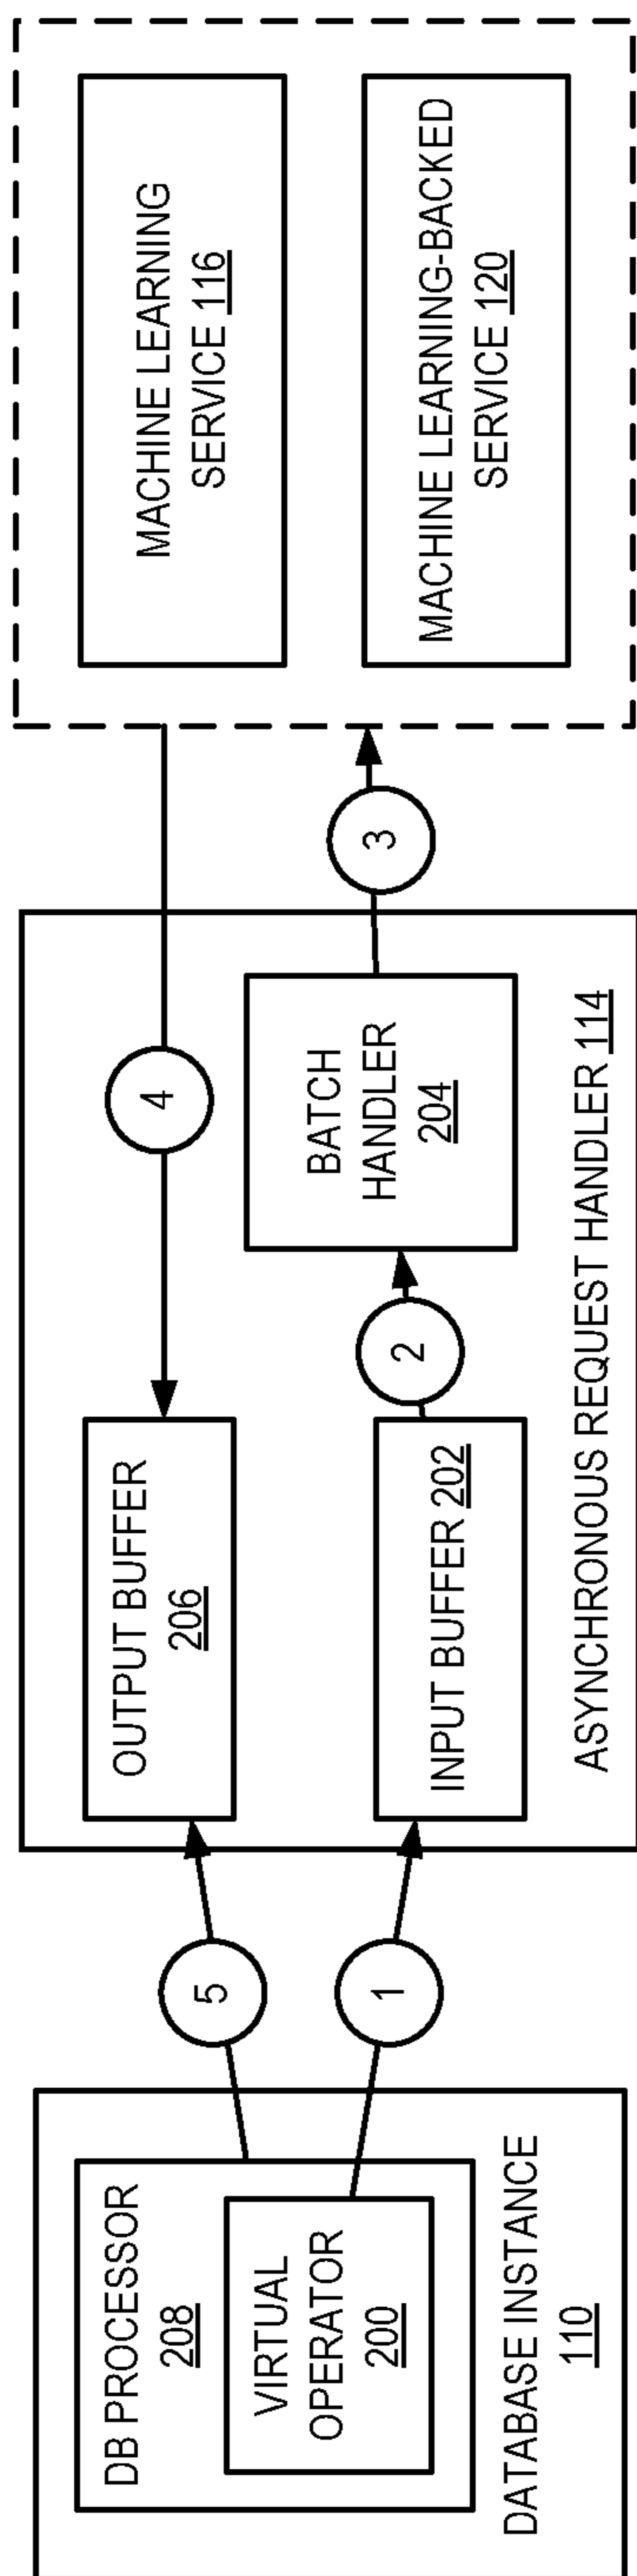 DB PROCESSOR
208
VIRTUAL
OPERATOR
200
DATABASE INSTANCE
110
5
1
OUTPUT BUFFER
206
INPUT BUFFER 202
2
4
BATCH
HANDLER
204
ASYNCHRONOUS REQUEST HANDLER 114
3
MACHINE LEARNING
SERVICE 116
MACHINE LEARNING-BACKED
SERVICE 120